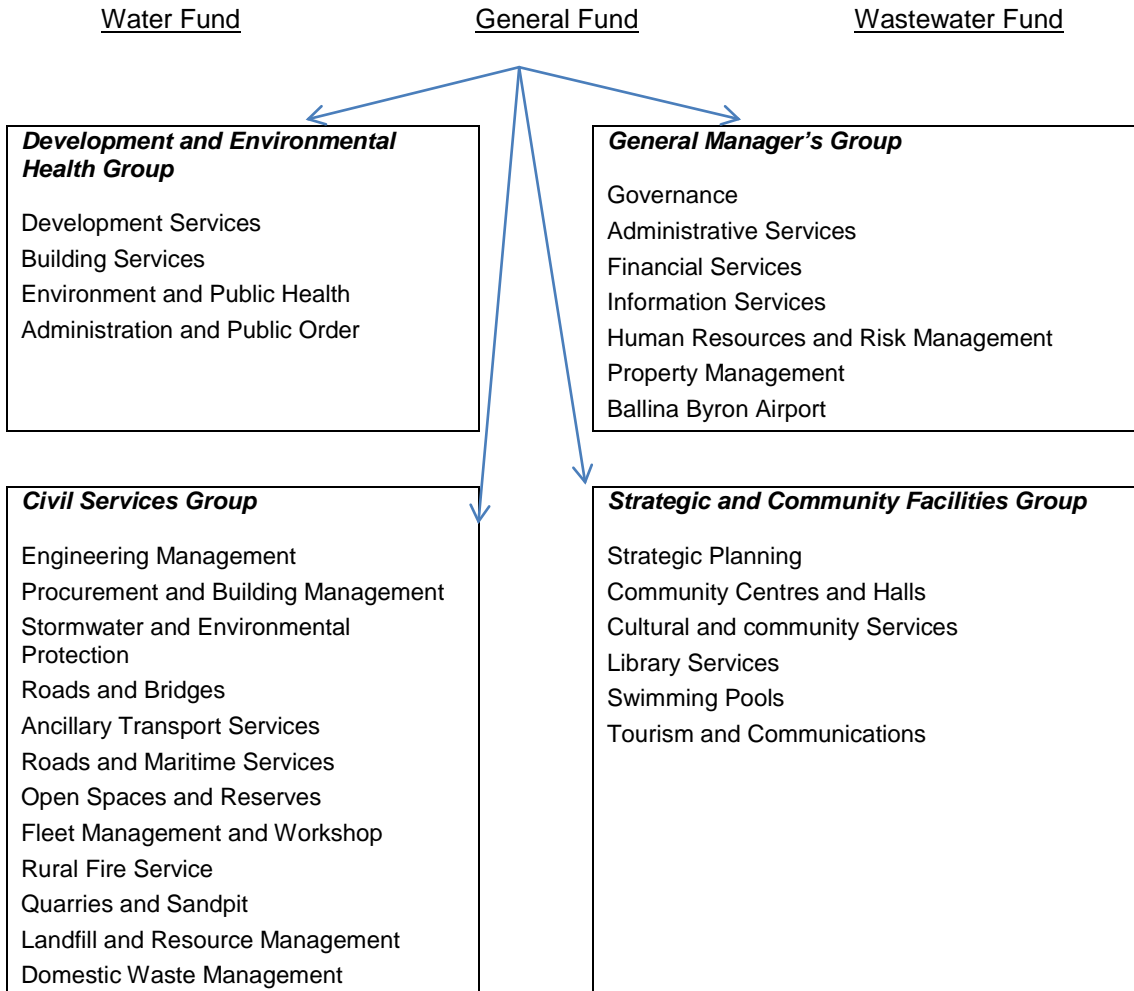 Water Fund General Fund Wastewater Fund
Development and Environmental
Health Group
Development Services
Building Services
Environment and Public Health
Administration and Public Order
General Manager's Group
Governance
Administrative Services
Financial Services
Information Services
Human Resources and Risk Management
Property Management
Ballina Byron Airport
Civil Services Group
Engineering Management
Procurement and Building Management
Stormwater and Environmental
Protection
Roads and Bridges
Ancillary Transport Services
Roads and Maritime Services
Open Spaces and Reserves
Fleet Management and Workshop
Rural Fire Service
Quarries and Sandpit
Landfill and Resource Management
Domestic Waste Management
Strategic and Community Facilities Group
Strategic Planning
Community Centres and Halls
Cultural and community Services
Library Services
Swimming Pools
Tourism and Communications